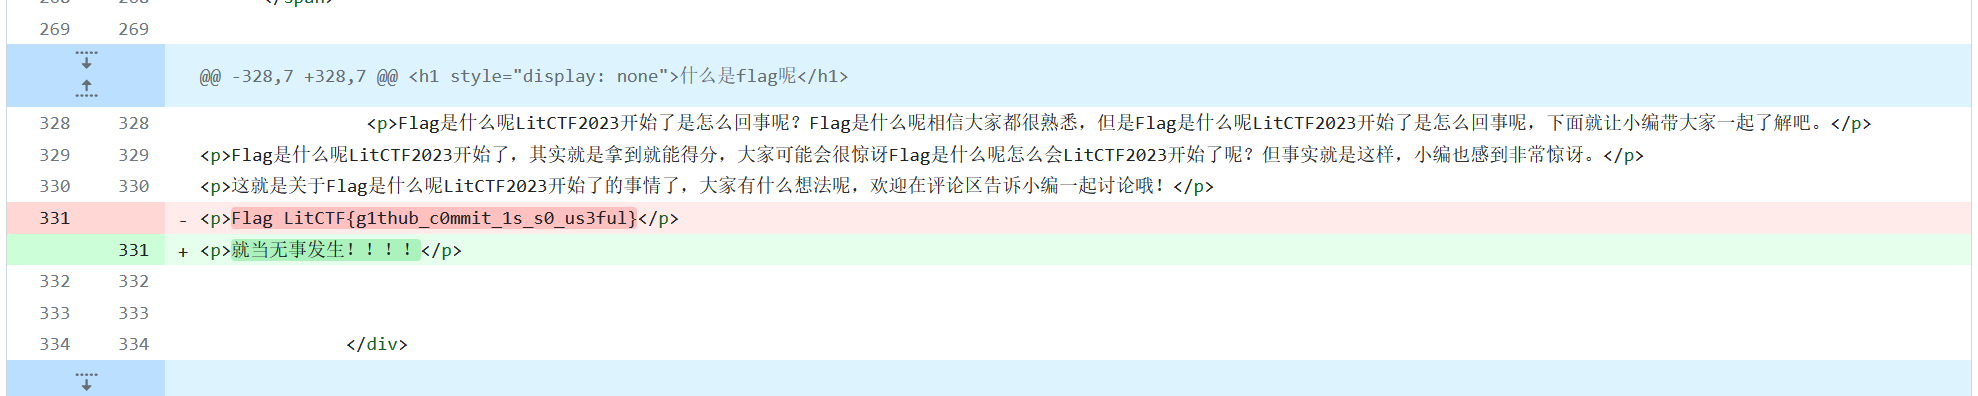 269 269
@@ -328,7 +328,7 @@ <h1 style="display: none">什么是flag呢</h1>
328 328 <p>Flag是什么呢LitCTF2023开始了是怎么回事呢？Flag是什么呢相信大家都很熟悉，但是Flag是什么呢LitCTF2023开始了是怎么回事呢，下面就让小编带大家一起了解吧。</p>
329 329 <p>Flag是什么呢LitCTF2023开始了，其实就是拿到就能得分，大家可能会很惊讶Flag是什么呢怎么会LitCTF2023开始了呢？但事实就是这样，小编也感到非常惊讶。</p>
330 330 <p>这就是关于Flag是什么呢LitCTF2023开始了的事情了，大家有什么想法呢，欢迎在评论区告诉小编一起讨论哦！</p>
331 - <p>Flag LitCTF{g1thub_c0mmit_1s_s0_us3ful}</p>
331 + <p>就当无事发生！！！！</p>
332 332
333 333
334 334 </div>